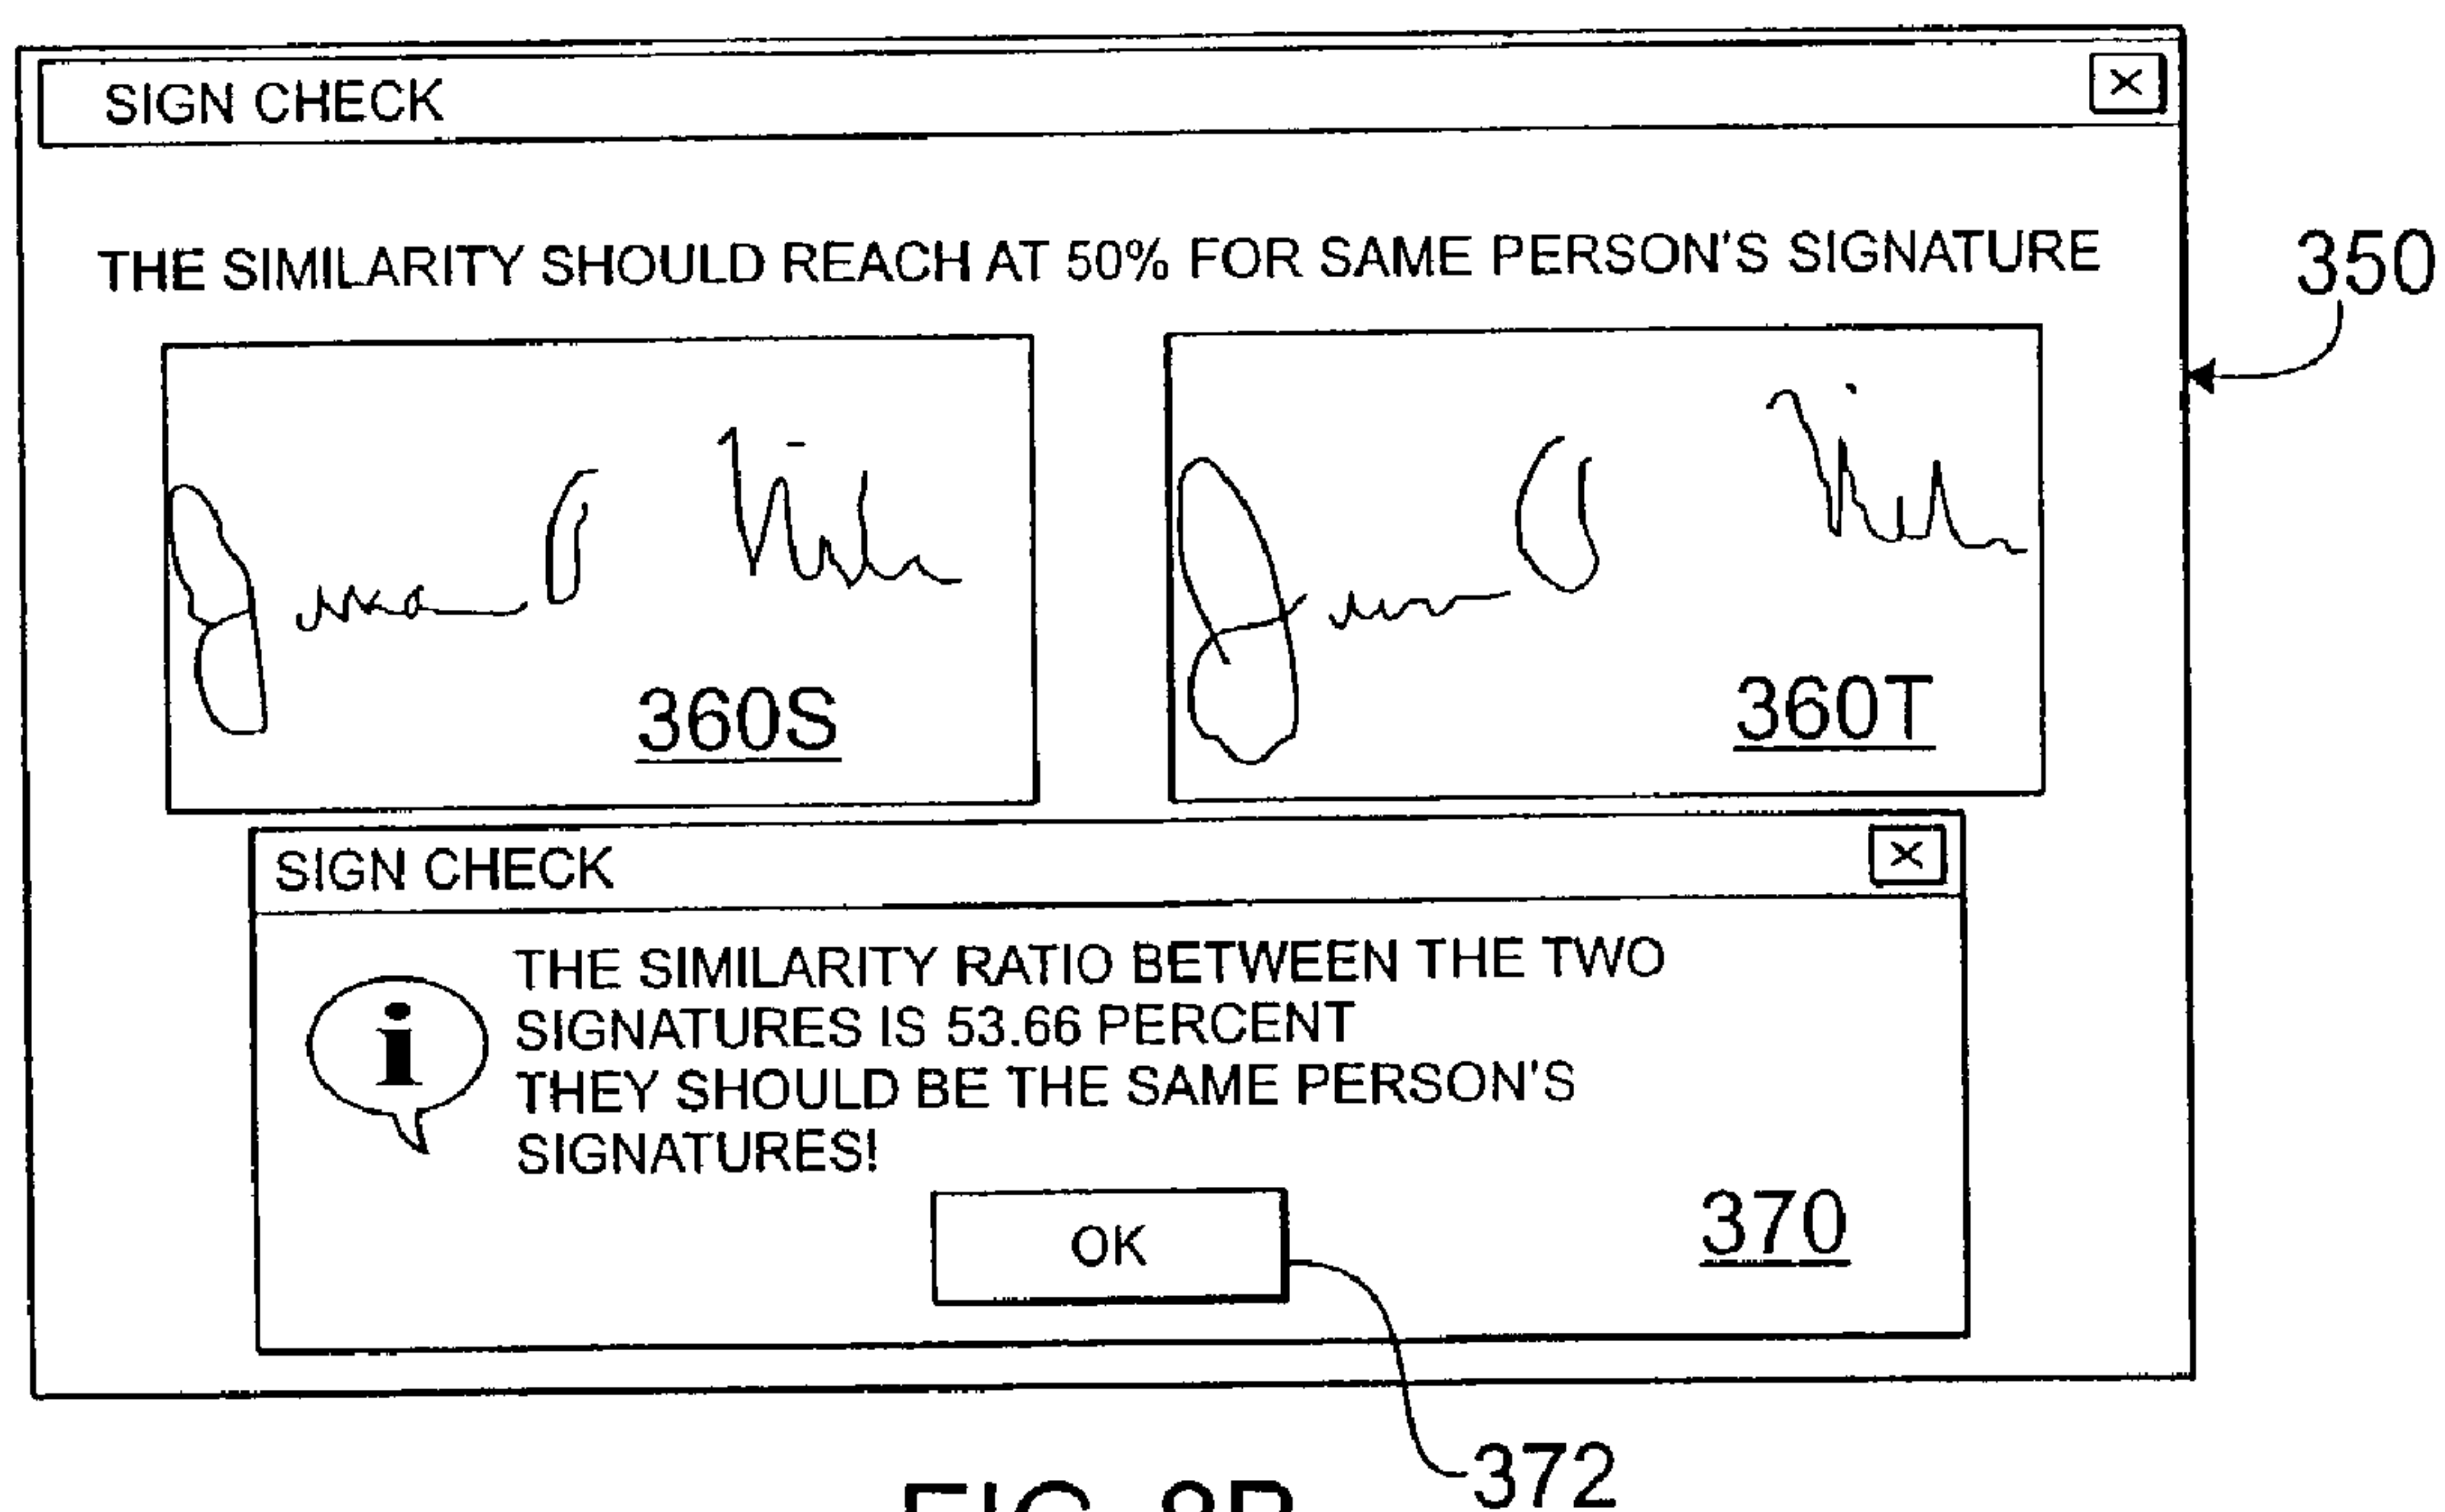 SIGN CHECK
THE SIMILARITY SHOULD REACH AT 50% FOR SAME PERSON'S SIGNATURE
350
360S
360T
SIGN CHECK
THE SIMILARITY RATIO BETWEEN THE TWO
SIGNATURES IS 53.66 PERCENT
THEY SHOULD BE THE SAME PERSON'S
SIGNATURES!
OK
370
372